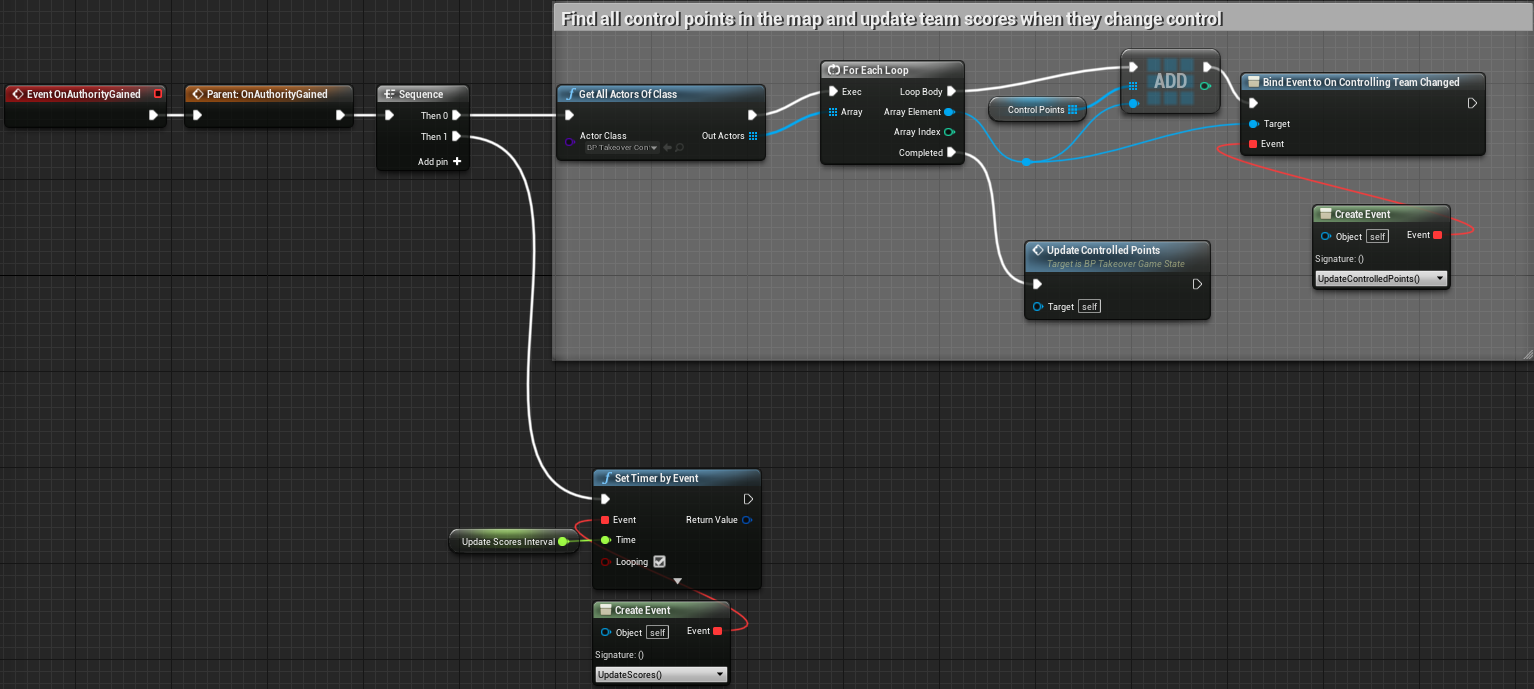 Find all control points in the map and update team scores when they change control
Event OnAuthorityGained
Parent: OnAuthorityGained
Sequence
Then 0
Then 1
Add pin
Get All Actors Of Class
Actor Class
BP Takeover Con
Out Actors
For Each Loop
Exec
Loop Body
Array
Array Element
Array Index
Completed
Control Points
ADD
Bind Event to On Controlling Team Changed
Target
Event
Create Event
Object self
Event
Signature: ()
UpdateControlledPoints()
Update Controlled Points
Target is BP Takeover Game State
Target self
Set Timer by Event
Event
Return Value
Update Scores Interval
Time
Looping
Create Event
Object self
Event
Signature: ()
UpdateScores()